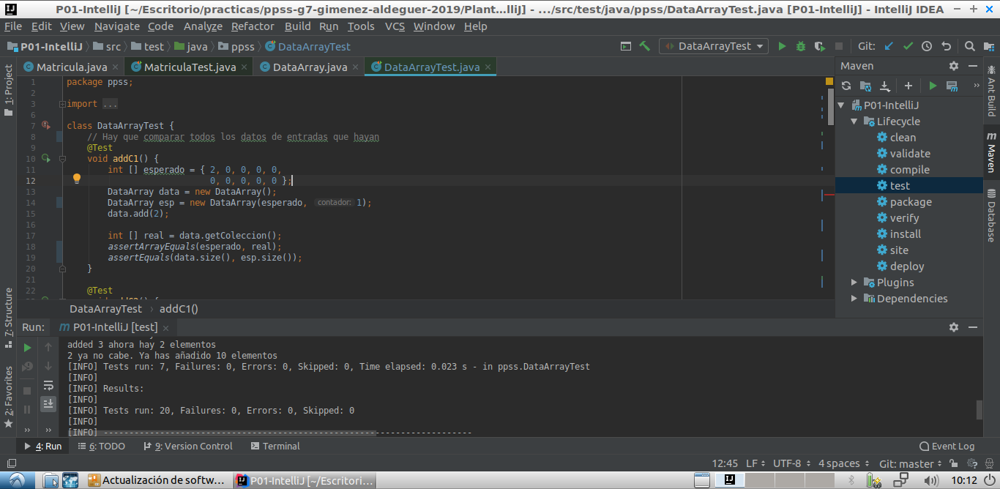 P01-IntelliJ [~/Escritorio/practicas/ppss-g7-gimenez-aldeguer-2019/Plant...lliJ] - .../src/test/java/ppss/DataArrayTest.java [P01-IntelliJ] - IntelliJ IDEA
File Edit View Navigate Code Analyze Refactor Build Run Tools VCS Window Help
P01-IntelliJ src test java ppss DataArrayTest DataArrayTest Git:
Matricula.java MatriculaTest.java DataArray.java DataArrayTest.java
1 package ppss;
2
3 import ...
6
7 class DataArrayTest {
8 // Hay que comparar todos los datos de entradas que hayan
9 @Test
10 void addC1() {
11 int [] esperado = { 2, 0, 0, 0, 0,
12 0, 0, 0, 0, 0 };
13 DataArray data = new DataArray();
14 DataArray esp = new DataArray(esperado, contador: 1);
15 data.add(2);
16
17 int [] real = data.getColeccion();
18 assertArrayEquals(esperado, real);
19 assertEquals(data.size(), esp.size());
20 }
21
22 @Test
DataArrayTest addC1()
Maven
P01-IntelliJ
Lifecycle
clean
validate
compile
test
package
verify
install
site
deploy
Plugins
Dependencies
1: Project
7: Structure
2: Favorites
Ant Build
Maven
Database
Run: P01-IntelliJ [test]
added 3 ahora hay 2 elementos
2 ya no cabe. Ya has añadido 10 elementos
[INFO] Tests run: 7, Failures: 0, Errors: 0, Skipped: 0, Time elapsed: 0.023 s - in ppss.DataArrayTest
[INFO]
[INFO] Results:
[INFO]
[INFO] Tests run: 20, Failures: 0, Errors: 0, Skipped: 0
[INFO]
[INFO] ------------------------------------------------------------------------
4: Run 6: TODO 9: Version Control Terminal Event Log
12:45 LF UTF-8 4 spaces Git: master
Actualización de softw... P01-IntelliJ [~/Escritori... 10:12